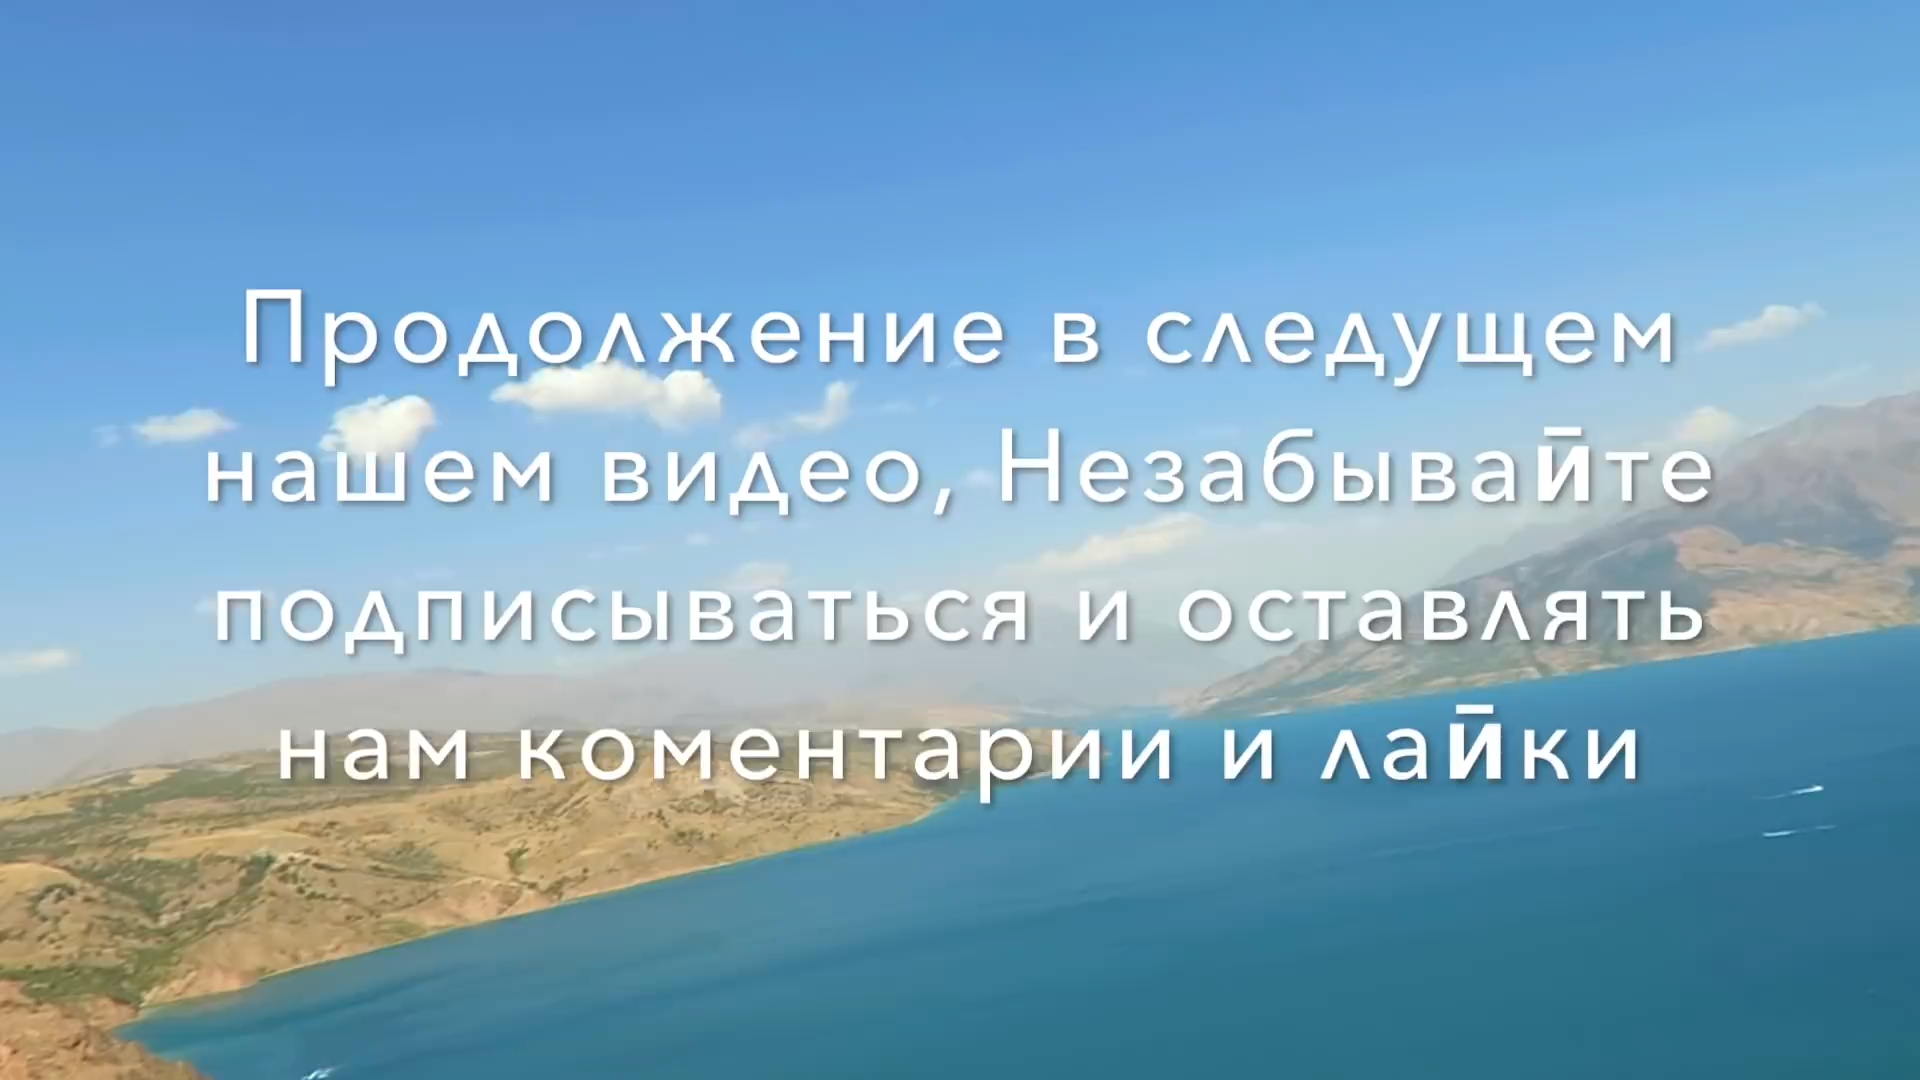 Продолжение в следущем
нашем видео, Незабывайте
подписываться и оставлять
нам коментарии и лайки